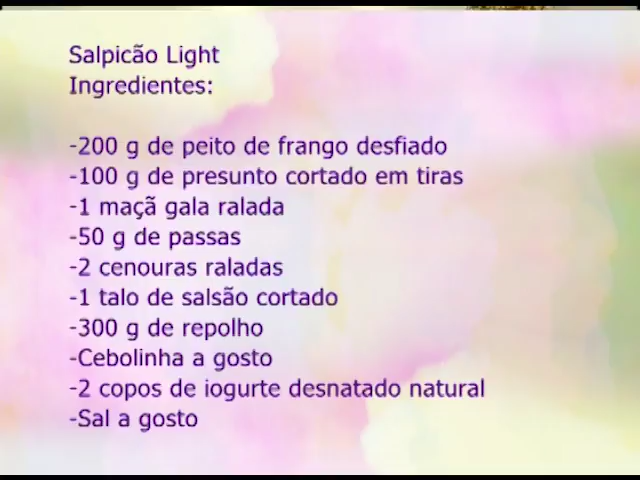 Salpicão Light
Ingredientes:
-200 g de peito de frango desfiado
-100 g de presunto cortado em tiras
-1 maçã gala ralada
-50 g de passas
-2 cenouras raladas
-1 talo de salsão cortado
-300 g de repolho
-Cebolinha a gosto
-2 copos de iogurte desnatado natural
-Sal a gosto